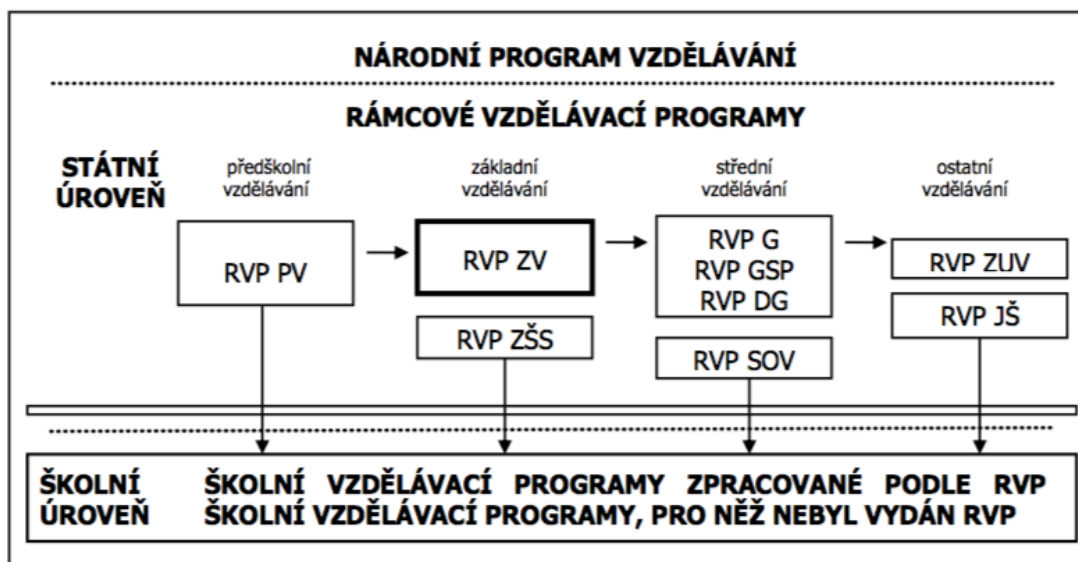 NÁRODNÍ PROGRAM VZDĚLÁVÁNÍ
RÁMCOVÉ VZDĚLÁVACÍ PROGRAMY
STÁTNÍ
ÚROVEŇ
předškolní
vzdělávání
základní
vzdělávání
střední
vzdělávání
ostatní
vzdělávání
RVP PV
RVP ZV
RVP ZŠS
RVP G
RVP GSP
RVP DG
RVP SOV
RVP ZUV
RVP JŠ
ŠKOLNÍ ŠKOLNÍ VZDĚLÁVACÍ PROGRAMY ZPRACOVANÉ PODLE RVP
ÚROVEŇ ŠKOLNÍ VZDĚLÁVACÍ PROGRAMY, PRO NĚŽ NEBYL VYDÁN RVP